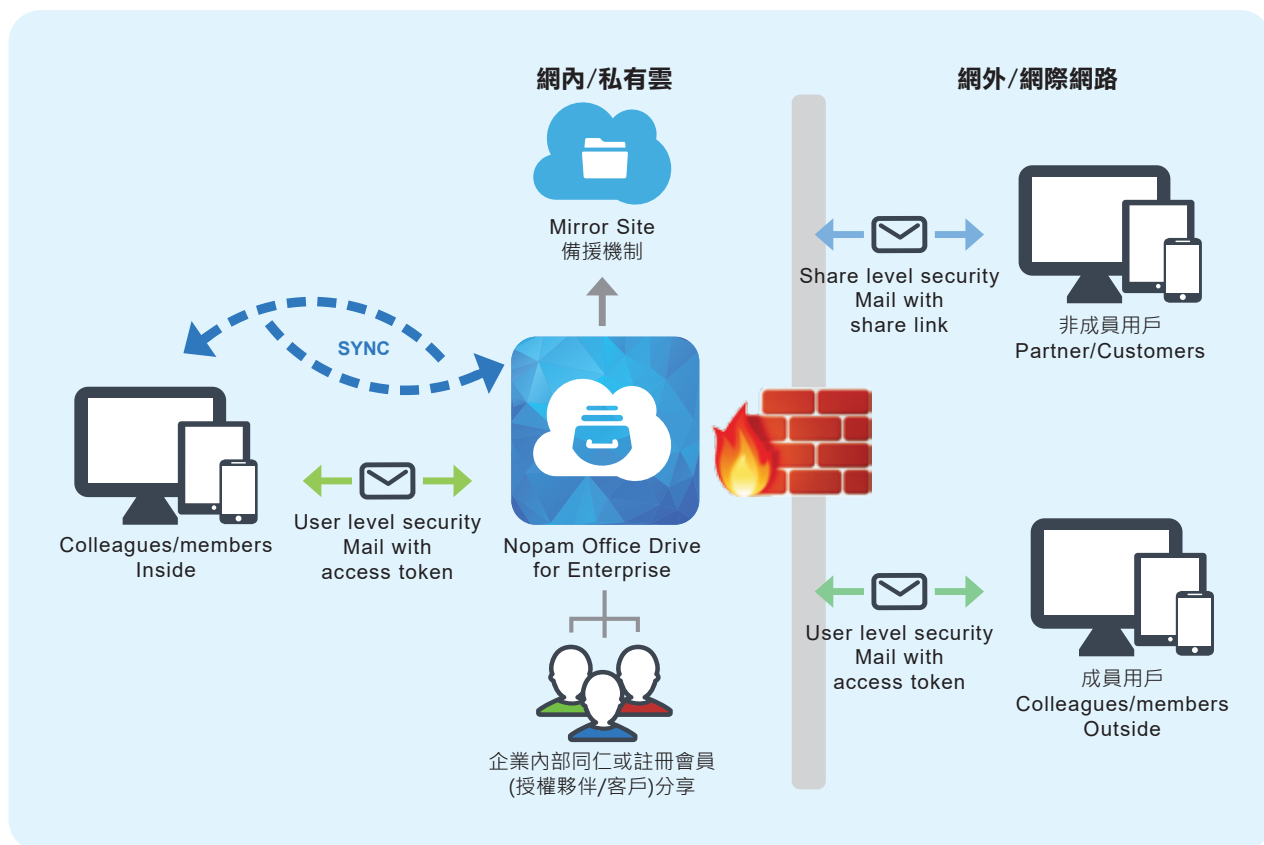 網內/私有雲
網外/網際網路
Mirror Site
備援機制
Share level security
Mail with
share link
非成員用戶
Partner/Customers
SYNC
Colleagues/members
Inside
User level security
Mail with
access token
Nopam Office Drive
for Enterprise
User level security
Mail with
access token
成員用戶
Colleagues/members
Outside
企業內部同仁或註冊會員
(授權夥伴/客戶)分享